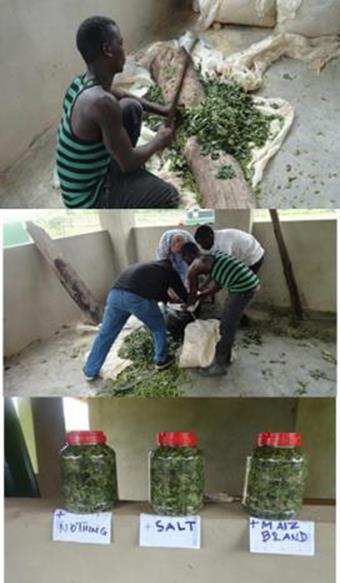 +
NOTHING
+ SALT
+ MAIZ
BRAND